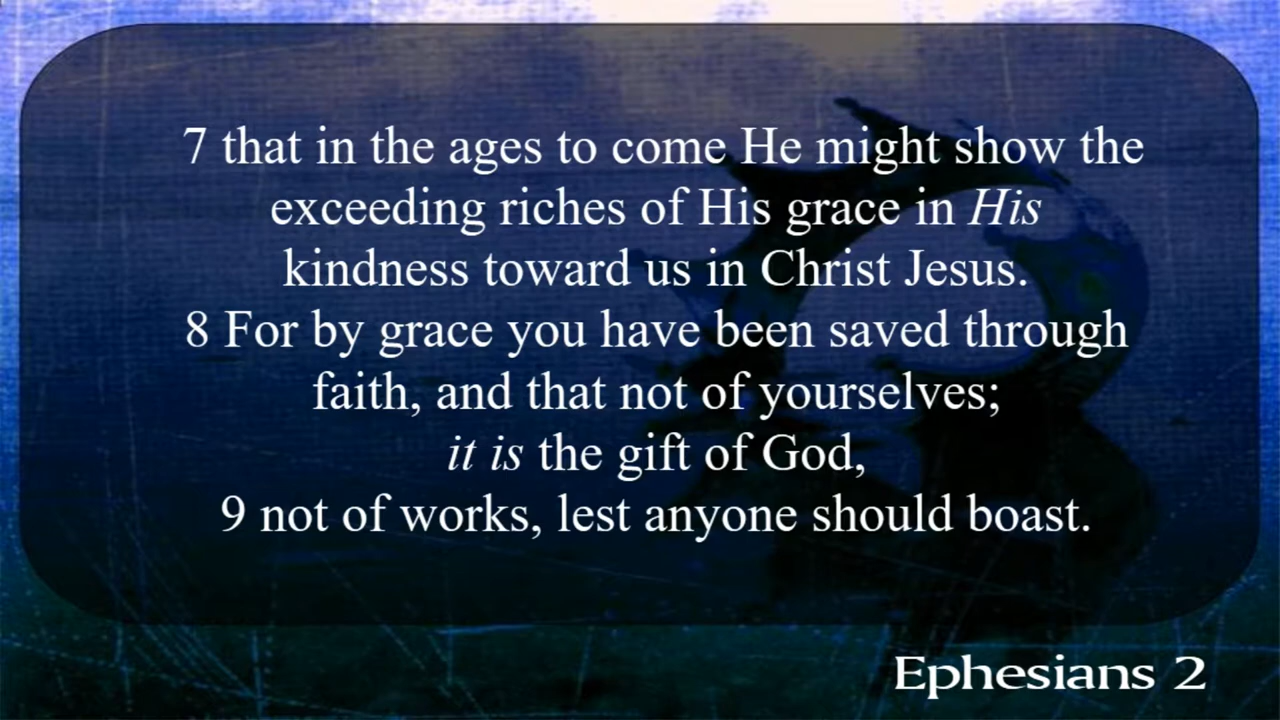 7 that in the ages to come He might show the
exceeding riches of His grace in His
kindness toward us in Christ Jesus.
8 For by grace you have been saved through
faith, and that not of yourselves;
it is the gift of God,
9 not of works, lest anyone should boast.
Ephesians 2